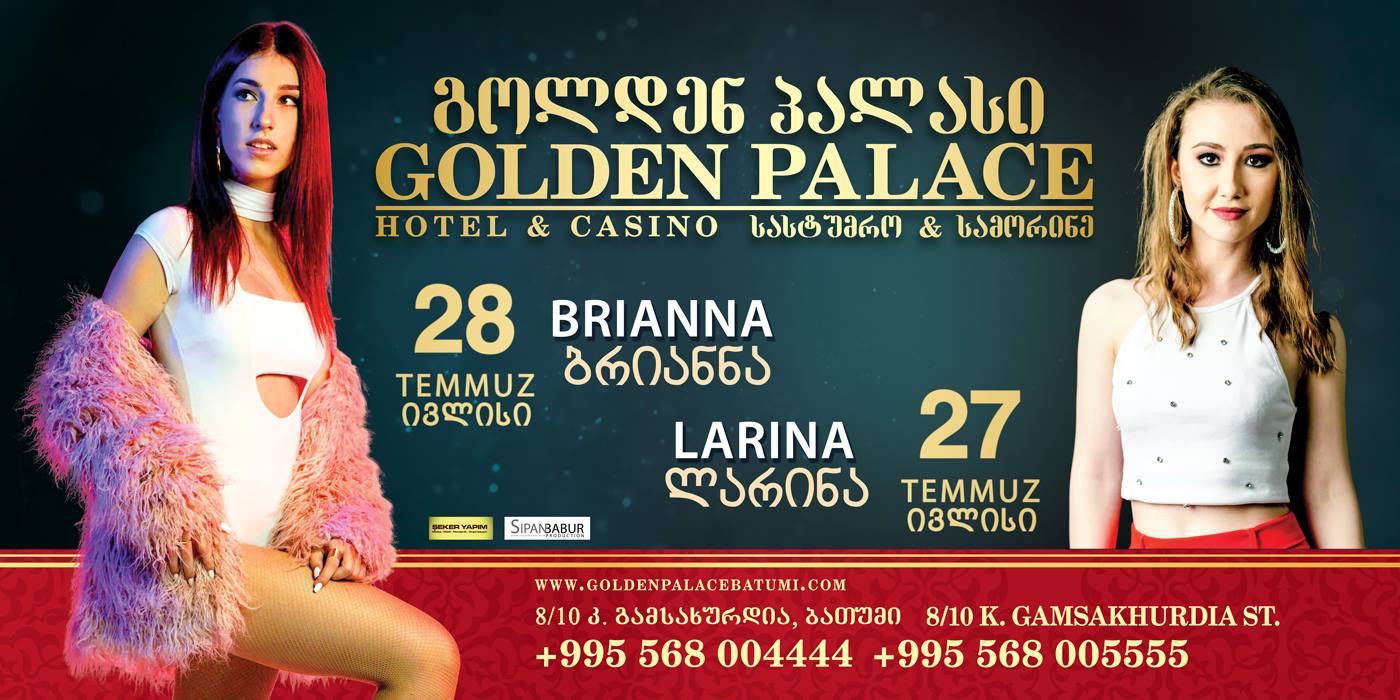 გოლდენ პალასი
GOLDEN PALACE
HOTEL & CASINO სასტუმრო & სამორინე
28
TEMMUZ
ივლისი
BRIANNA
ბრიანნა
LARINA
ლარინა
27
TEMMUZ
ივლისი
ŞEKER YAPIM
SIPANBABUR
PRODUCTION
WWW.GOLDENPALACEBATUMI.COM
8/10 კ. გამსახურდია, ბათუმი 8/10 K. GAMSAKHURDIA ST.
+995 568 004444 +995 568 005555